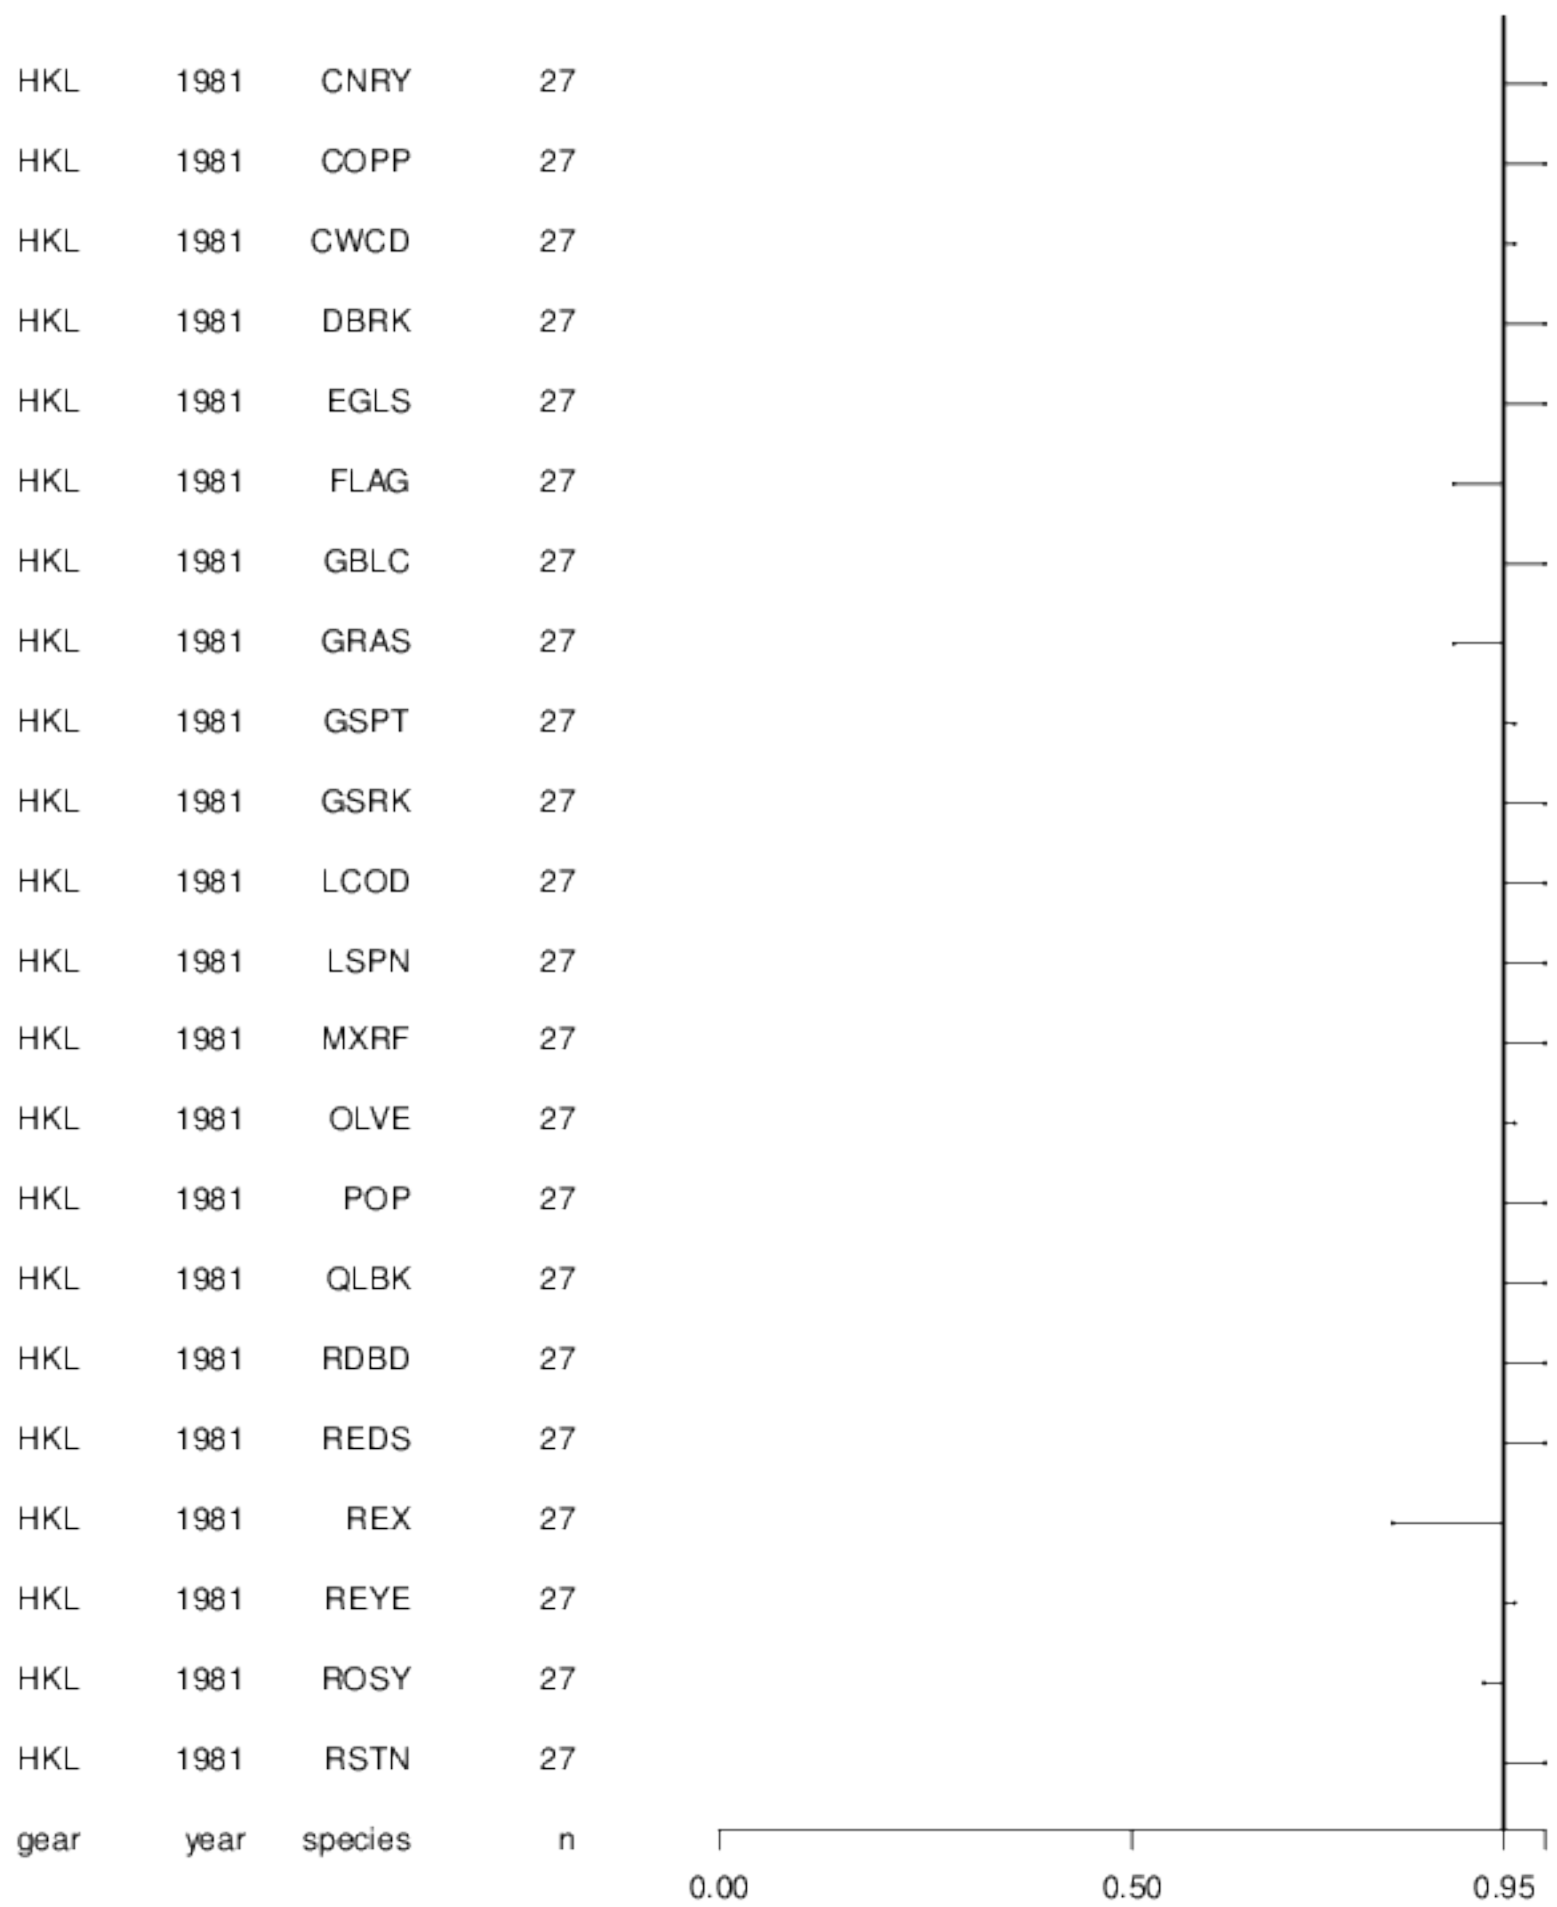 HKL 1981 CNRY 27
HKL 1981 COPP 27
HKL 1981 CWCD 27
HKL 1981 DBRK 27
HKL 1981 EGLS 27
HKL 1981 FLAG 27
HKL 1981 GBLC 27
HKL 1981 GRAS 27
HKL 1981 GSPT 27
HKL 1981 GSRK 27
HKL 1981 LCOD 27
HKL 1981 LSPN 27
HKL 1981 MXRF 27
HKL 1981 OLVE 27
HKL 1981 POP 27
HKL 1981 QLBK 27
HKL 1981 RDBD 27
HKL 1981 REDS 27
HKL 1981 REX 27
HKL 1981 REYE 27
HKL 1981 ROSY 27
HKL 1981 RSTN 27
gear year species n
0.00 0.50 0.95